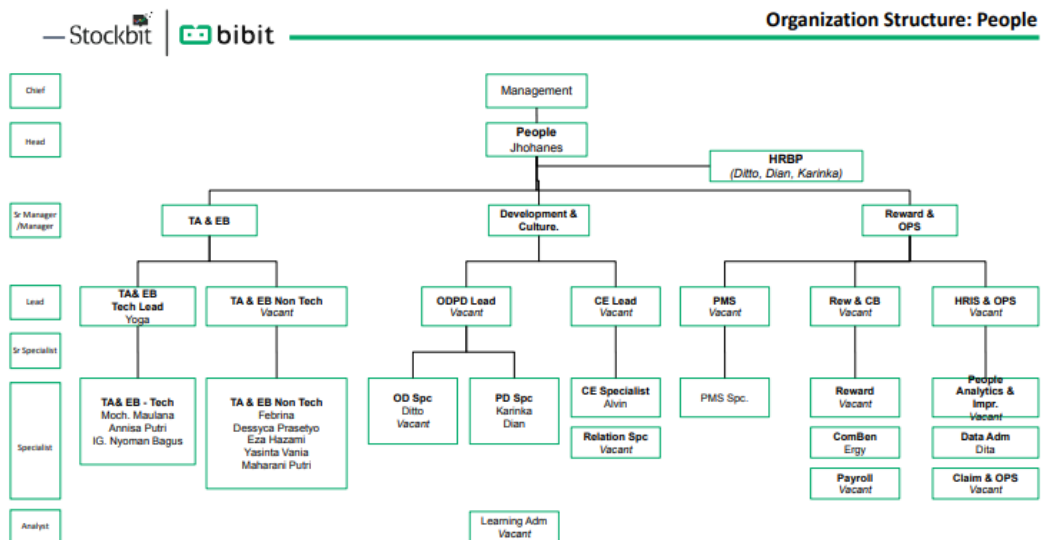 Stockbit
bibit
Organization Structure: People
Chief
Management
Head
People
Jhohanes
HRBP
(Ditto, Dian, Karinka)
Sr Manager
/Manager
TA & EB
Development &
Culture.
Reward &
OPS
Lead
TA& EB
Tech Lead
Yoga
TA & EB Non Tech
Vacant
ODPD Lead
Vacant
CE Lead
Vacant
PMS
Vacant
Rew & CB
Vacant
HRIS & OPS
Vacant
Sr Specialist
Specialist
TA& EB - Tech
Moch. Maulana
Annisa Putri
IG. Nyoman Bagus
TA & EB Non Tech
Febrina
Dessyca Prasetyo
Eza Hazami
Yasinta Vania
Maharani Putri
OD Spc
Ditto
Vacant
PD Spc
Karinka
Dian
CE Specialist
Alvin
Relation Spc
Vacant
PMS Spc.
Reward
Vacant
ComBen
Ergy
Payroll
Vacant
People
Analytics &
Impr.
Vacant
Data Adm
Dita
Claim & OPS
Vacant
Analyst
Learning Adm
Vacant